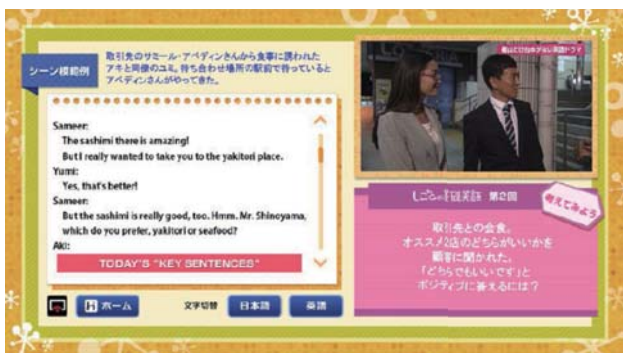 シーン模範例
取引先のサミール・アベディンさんから食事に誘われた
アキと同僚のユミ。待ち合わせ場所の駅前で待っていると
アベディンさんがやってきた。
Sameer:
The sashimi there is amazing!
But I really wanted to take you to the yakitori place.
Yumi:
Yes, that's better!
Sameer:
But the sashimi is really good, too. Hmm. Mr. Shinoyama,
which do you prefer, yakitori or seafood?
Aki:
TODAY'S "KEY SENTENCES"
ホーム
文字切替
日本語
英語
しごとの基礎英語 第2回
考えてみよう
取引先との会食。
オススメ2店のどちらがいいかを
顧客に聞かれた。
「どちらでもいいです」と
ポジティブに答えるには?